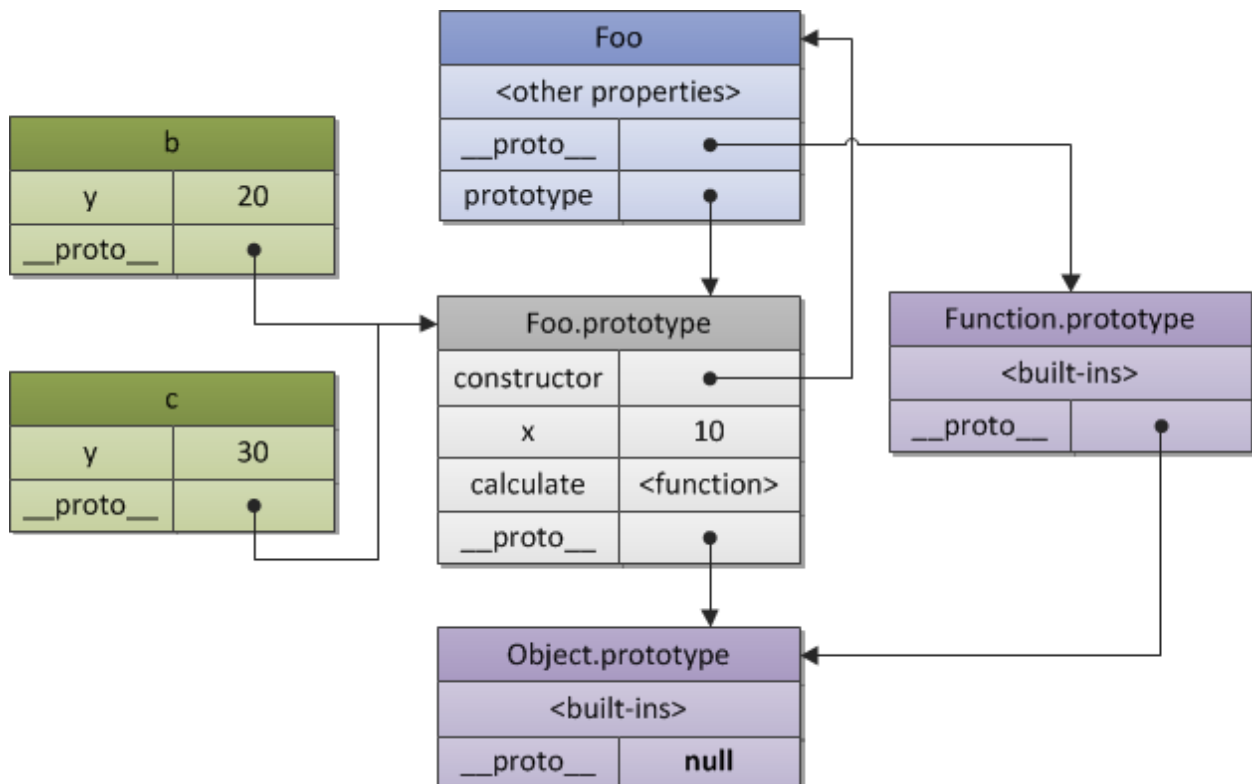 Foo
<other properties>
__proto__
prototype
b
y 20
__proto__
c
y 30
__proto__
Foo.prototype
constructor
x 10
calculate <function>
__proto__
Function.prototype
<built-ins>
__proto__
Object.prototype
<built-ins>
__proto__ null